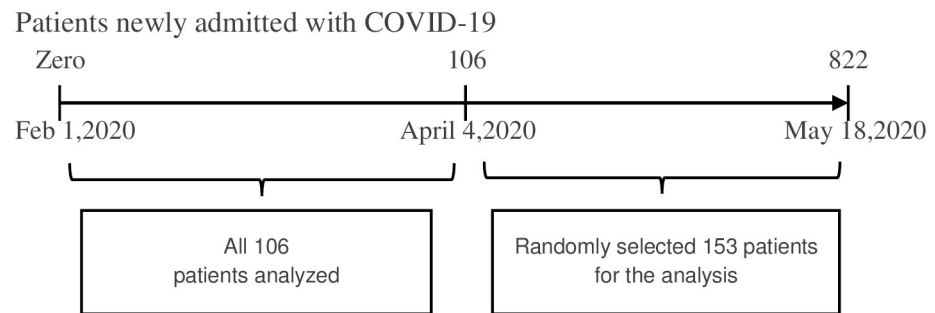 Patients newly admitted with COVID-19
Zero 106 822
Feb 1,2020 April 4,2020 May 18,2020
All 106
patients analyzed
Randomly selected 153 patients
for the analysis